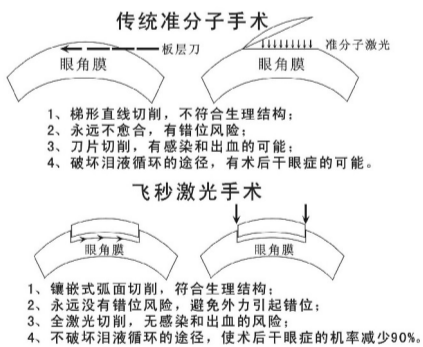 传统准分子手术
板层刀
准分子激光
眼角膜
眼角膜
1、梯形直线切削，不符合生理结构；
2、永远不愈合，有错位风险；
3、刀片切削，有感染和出血的可能；
4、破坏泪液循环的途径，有术后干眼症的可能。
飞秒激光手术
眼角膜
眼角膜
1、镶嵌式弧面切削，符合生理结构；
2、永远没有错位风险，避免外力引起错位；
3、全激光切削，无感染和出血的风险；
4、不破坏泪液循环的途径，使术后干眼症的机率减少90%。